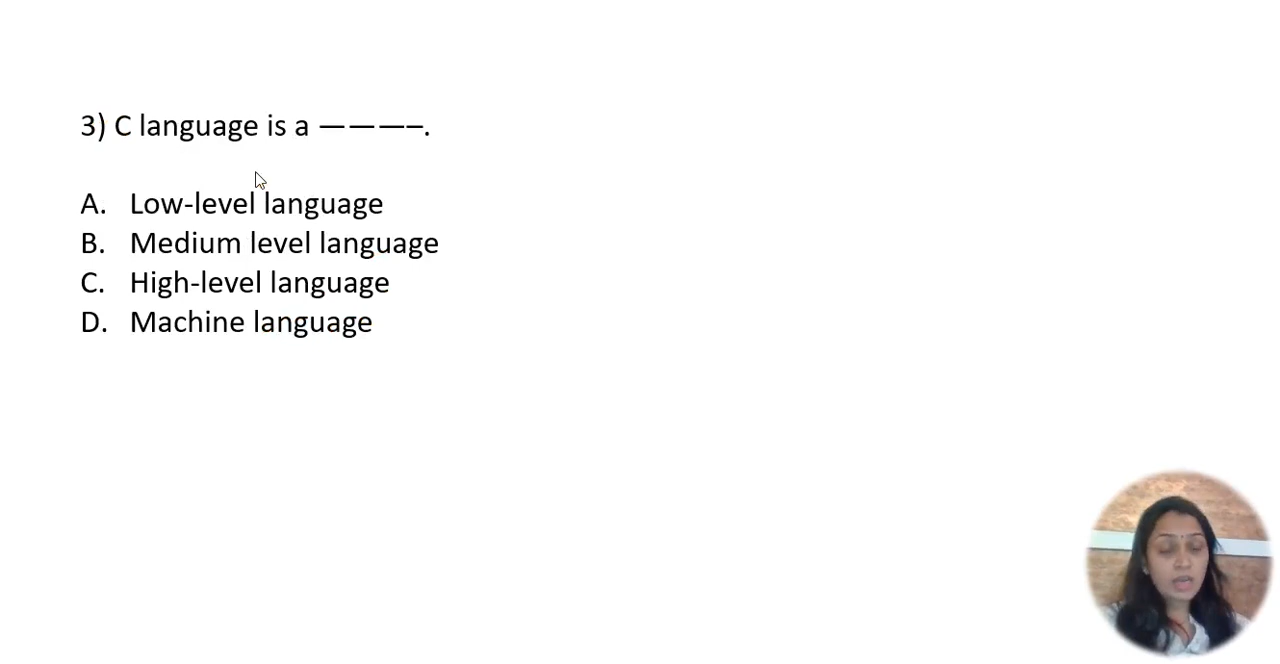 3) C language is a ———–.
A. Low-level language
B. Medium level language
C. High-level language
D. Machine language